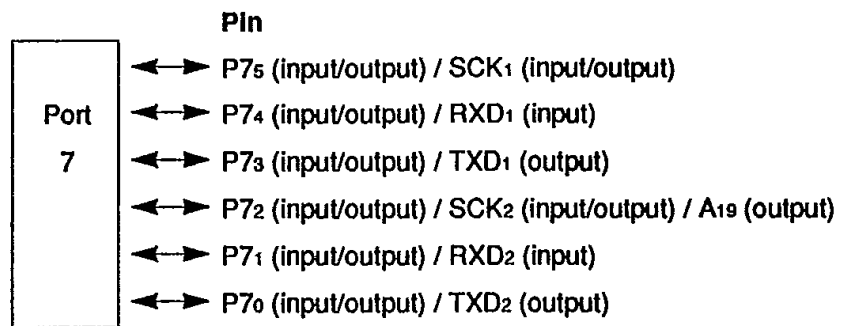 Pin
P7₅ (input/output) / SCK₁ (input/output)
Port
P7₄ (input/output) / RXD₁ (input)
7
P7₃ (input/output) / TXD₁ (output)
P7₂ (input/output) / SCK₂ (input/output) / A₁₉ (output)
P7₁ (input/output) / RXD₂ (input)
P7₀ (input/output) / TXD₂ (output)